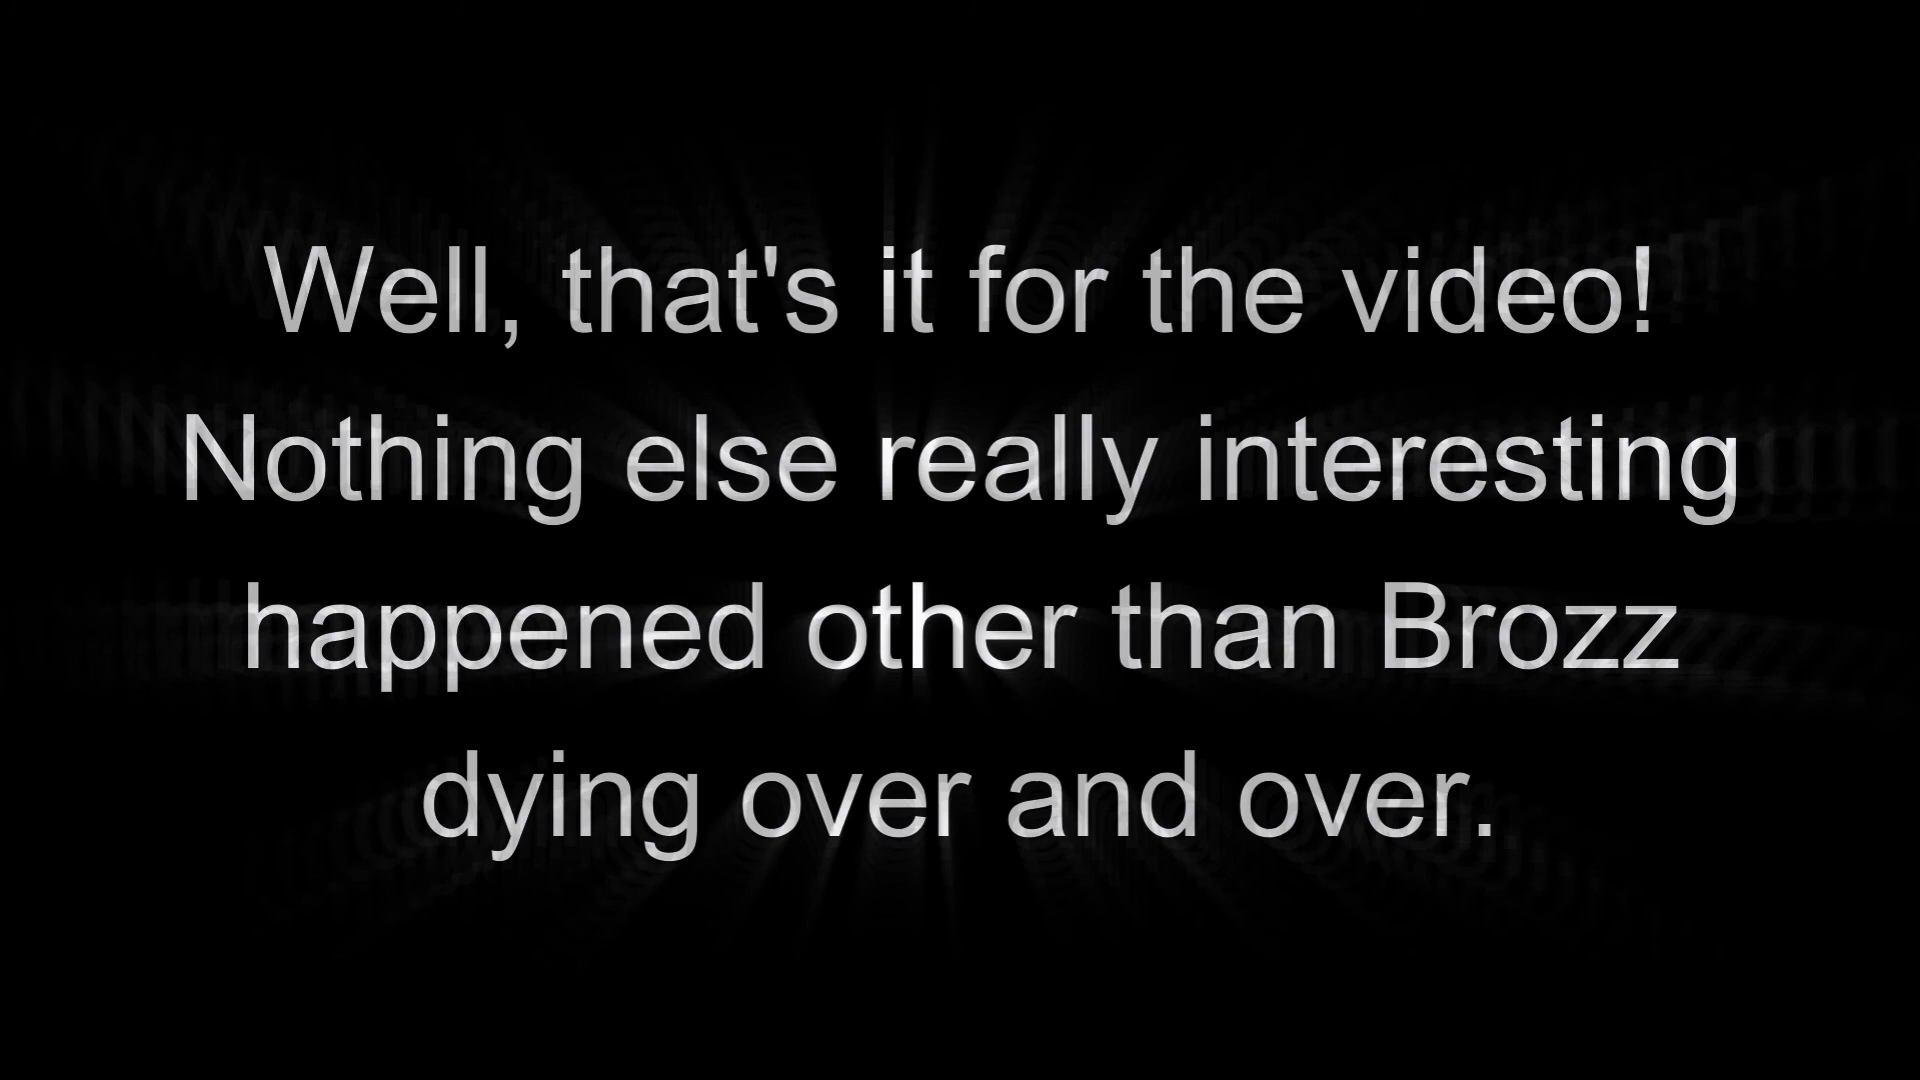 Well, that's it for the video!
Nothing else really interesting
happened other than Brozz
dying over and over.